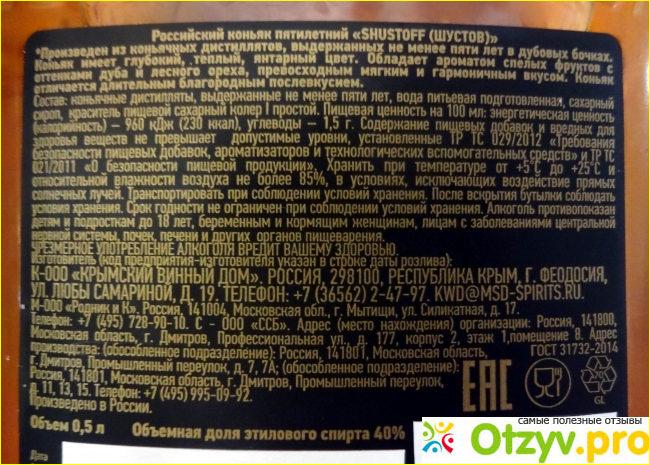 Российский коньяк пятилетний «SHUSTOFF (ШУСТОВ)»
*Произведен из коньячных дистиллятов, выдержанных не менее пяти лет в дубовых бочках.
Коньяк имеет глубокий, теплый, янтарный цвет. Обладает ароматом спелых фруктов с
оттенками дуба и лесного ореха, превосходным мягким и гармоничным вкусом. Коньяк
отличается длительным благородным послевкусием.
Состав: коньячные дистилляты, выдержанные не менее пяти лет, вода питьевая подготовленная, сахарный
сироп, краситель пищевой сахарный колер I простой. Пищевая ценность на 100 мл: энергетическая ценность
(калорийность) – 960 кДж (230 ккал), углеводы – 1,5 г. Содержание пищевых добавок и вредных для
здоровья веществ не превышает допустимые уровни, установленные ТР ТС 029/2012 «Требования
безопасности пищевых добавок, ароматизаторов и технологических вспомогательных средств» и ТР ТС
021/2011 «О безопасности пищевой продукции». Хранить при температуре от +5°С до +25°С и
относительной влажности воздуха не более 85%, в условиях, исключающих воздействие прямых
солнечных лучей. Транспортировать при соблюдении условий хранения. После вскрытия бутылки соблюдать
условия хранения. Срок годности не ограничен при соблюдении условий хранения. Алкоголь противопоказан
детям и подросткам до 18 лет, беременным и кормящим женщинам, лицам с заболеваниями центральной
нервной системы, почек, печени и других органов пищеварения.
ЧРЕЗМЕРНОЕ УПОТРЕБЛЕНИЕ АЛКОГОЛЯ ВРЕДИТ ВАШЕМУ ЗДОРОВЬЮ.
Изготовитель (код предприятия-изготовителя указан в строке даты розлива):
К-ООО «КРЫМСКИЙ ВИННЫЙ ДОМ». РОССИЯ, 298100, РЕСПУБЛИКА КРЫМ, Г. ФЕОДОСИЯ,
УЛ. ЛЮБЫ САМАРИНОЙ, Д. 19. ТЕЛЕФОН: +7 (36562) 2-47-97. KWD@MSD-SPIRITS.RU.
М-ООО «Родник и К». Россия, 141004, Московская обл., г. Мытищи, ул. Силикатная, д. 17.
Телефон: +7 (495) 728-90-10. С - ООО «ССБ». Адрес (место нахождения) организации: Россия, 141800,
Московская область, г. Дмитров, Профессиональная ул., д. 177, корпус 2, этаж 1,помещение 8. Адрес
производства: (обособленное подразделение): Россия, 141801, Московская область,
г. Дмитров, Промышленный переулок, д. 7, 7А; (обособленное подразделение):
Россия, 141801, Московская область, г. Дмитров, Промышленный переулок,
д. 11, 13, 15. Телефон: +7 (495) 995-09-92.
Произведено в России.
ГОСТ 31732-2014
EAC
GL
Объем 0,5 л Объемная доля этилового спирта 40%
Дата
самые полезные отзывы
Otzyv.pro